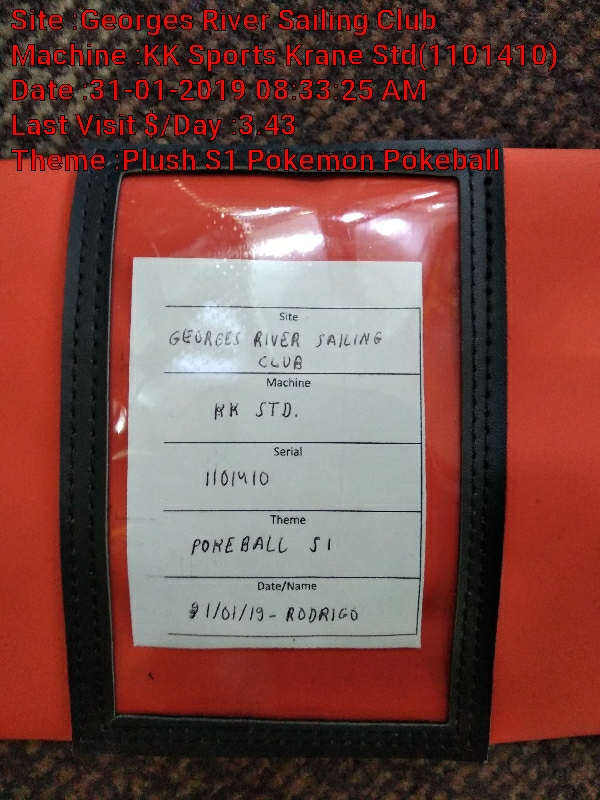 Site :Georges River Sailing Club
Machine :KK Sports Krane Std(1101410)
Date :31-01-2019 08:33:25 AM
Last Visit $/Day :3.43
Theme :Plush S1 Pokemon Pokeball
Site
GEORGES RIVER SAILING
CLUB
Machine
KK STD.
Serial
1101410
Theme
POKEBALL S1
Date/Name
31/01/19- RODRIGO